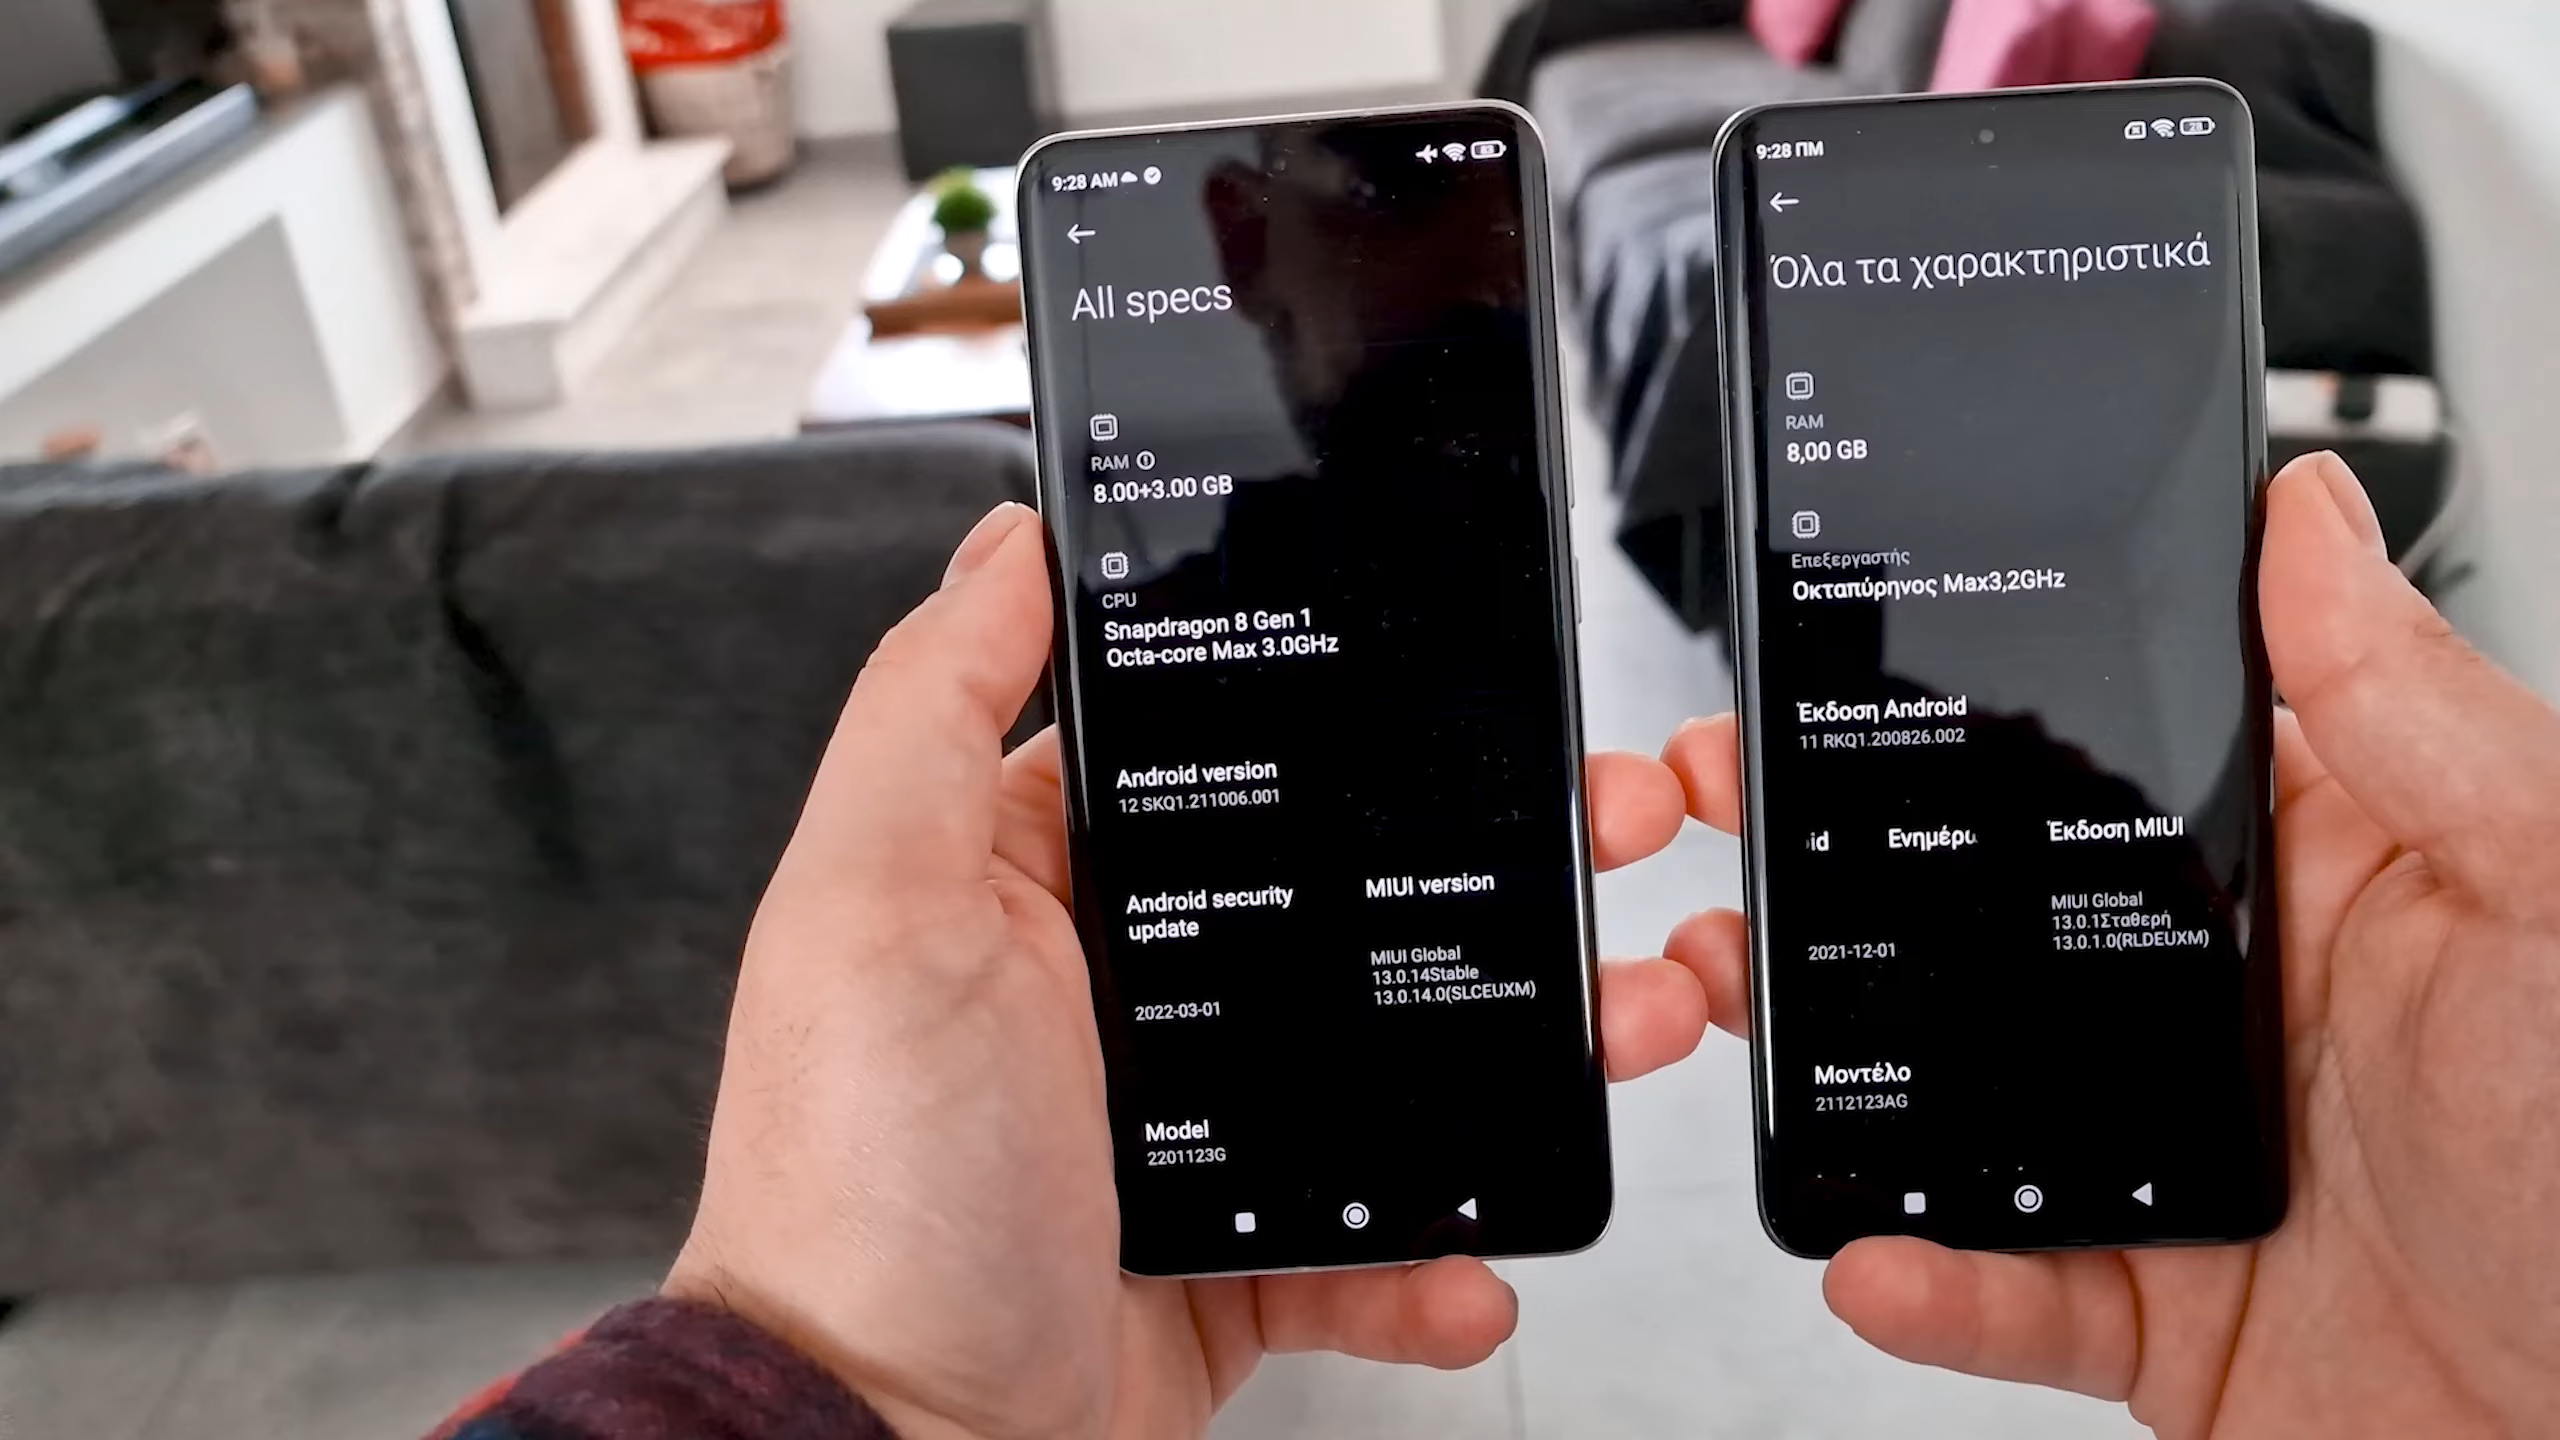 9:28 AM
83
All specs
RAM
8.00+3.00 GB
CPU
Snapdragon 8 Gen 1
Octa-core Max 3.0GHz
Android version
12 SKQ1.211006.001
Android security
update
2022-03-01
MIUI version
MIUI Global
13.0.14Stable
13.0.14.0(SLCEUXM)
Model
2201123G
9:28 ΠΜ
28
Όλα τα χαρακτηριστικά
RAM
8,00 GB
Επεξεργαστής
Οκταπύρηνος Max3,2GHz
Έκδοση Android
11 RKQ1.200826.002
id
Ενημέρω
2021-12-01
Έκδοση MIUI
MIUI Global
13.0.1Σταθερή
13.0.1.0(RLDEUXM)
Μοντέλο
2112123AG